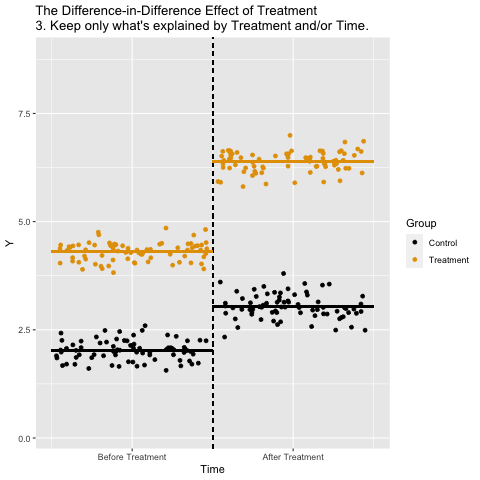 The Difference-in-Difference Effect of Treatment
3. Keep only what's explained by Treatment and/or Time.
7.5
5.0
2.5
0.0
Y
Before Treatment
After Treatment
Time
Group
Control
Treatment